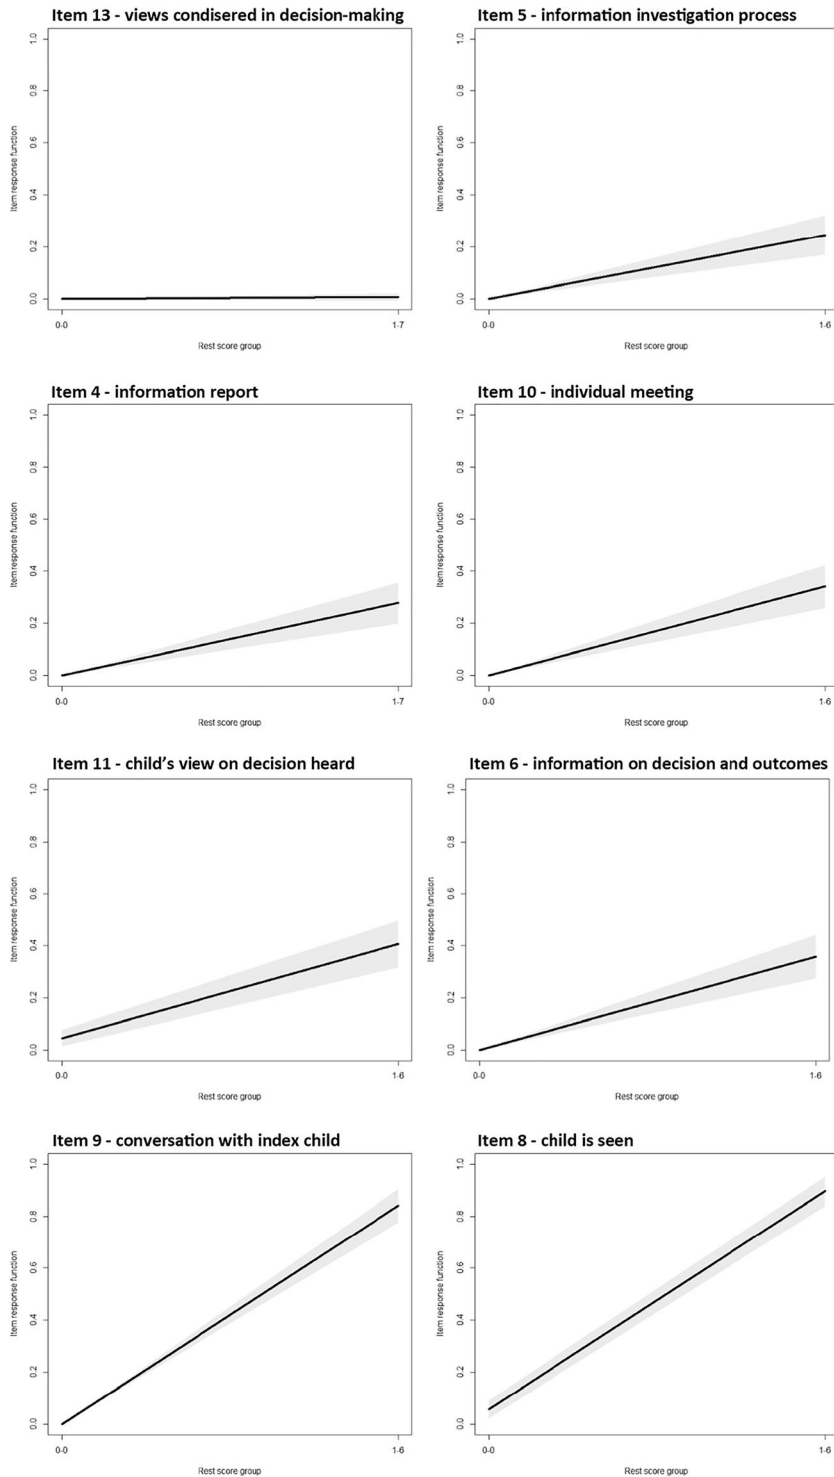 Item 13 - views condisered in decision-making
Item response function
1.0
0.8
0.6
0.4
0.2
0.0
0-0
1-7
Rest score group
Item 5 - information investigation process
Item response function
1.0
0.8
0.6
0.4
0.2
0.0
0-0
1-6
Rest score group
Item 4 - information report
Item response function
1.0
0.8
0.6
0.4
0.2
0.0
0-0
1-7
Rest score group
Item 10 - individual meeting
Item response function
1.0
0.8
0.6
0.4
0.2
0.0
0-0
1-6
Rest score group
Item 11 - child's view on decision heard
Item response function
1.0
0.8
0.6
0.4
0.2
0.0
0-0
1-6
Rest score group
Item 6 - information on decision and outcomes
Item response function
1.0
0.8
0.6
0.4
0.2
0.0
0-0
1-6
Rest score group
Item 9 - conversation with index child
Item response function
1.0
0.8
0.6
0.4
0.2
0.0
0-0
1-6
Rest score group
Item 8 - child is seen
Item response function
1.0
0.8
0.6
0.4
0.2
0.0
0-0
1-6
Rest score group